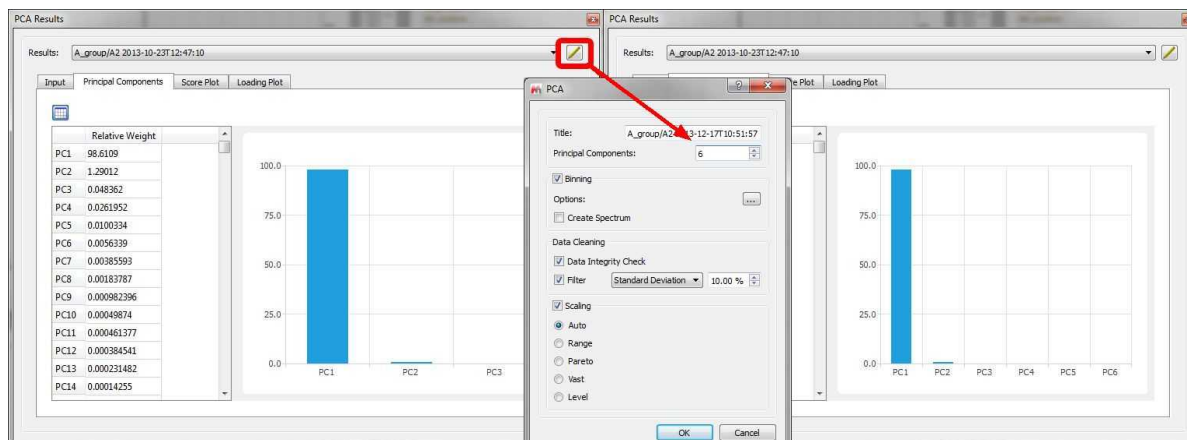 PCA Results
Results: A_group/A2 2013-10-23T12:47:10
Input Principal Components Score Plot Loading Plot
Relative Weight
PC1 98.6109
PC2 1.29012
PC3 0.048362
PC4 0.0261952
PC5 0.0100334
PC6 0.0056339
PC7 0.00385593
PC8 0.00183787
PC9 0.000982396
PC10 0.00049874
PC11 0.000461377
PC12 0.000384541
PC13 0.000231482
PC14 0.00014255
100.0
75.0
50.0
25.0
0.0
PC1 PC2 PC3
PCA
Title: A_group/A2 13-12-17T10:51:57
Principal Components: 6
Binning
Options: ...
Create Spectrum
Data Cleaning
Data Integrity Check
Filter Standard Deviation 10.00 %
Scaling
Auto
Range
Pareto
Vast
Level
OK Cancel
PCA Results
Results: A_group/A2 2013-10-23T12:47:10
Plot Loading Plot
100.0
75.0
50.0
25.0
0.0
PC1 PC2 PC3 PC4 PC5 PC6